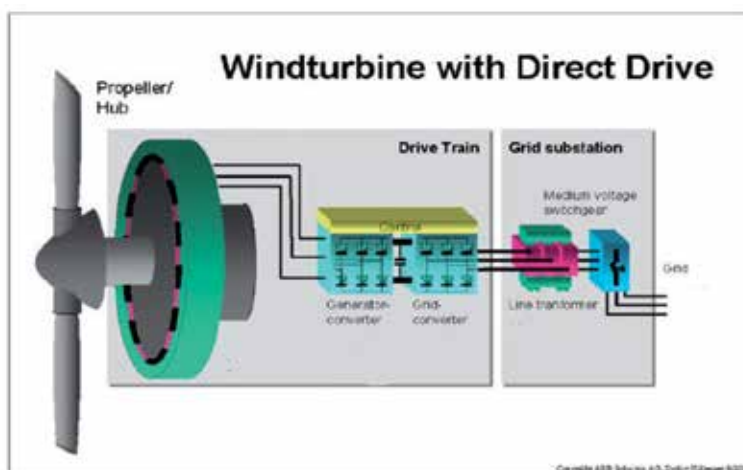 Windturbine with Direct Drive
Propeller/
Hub
Drive Train
Grid substation
Medium voltage
switchgear
Control
Grid
Generator-
converter
Grid-
converter
Line tranformer